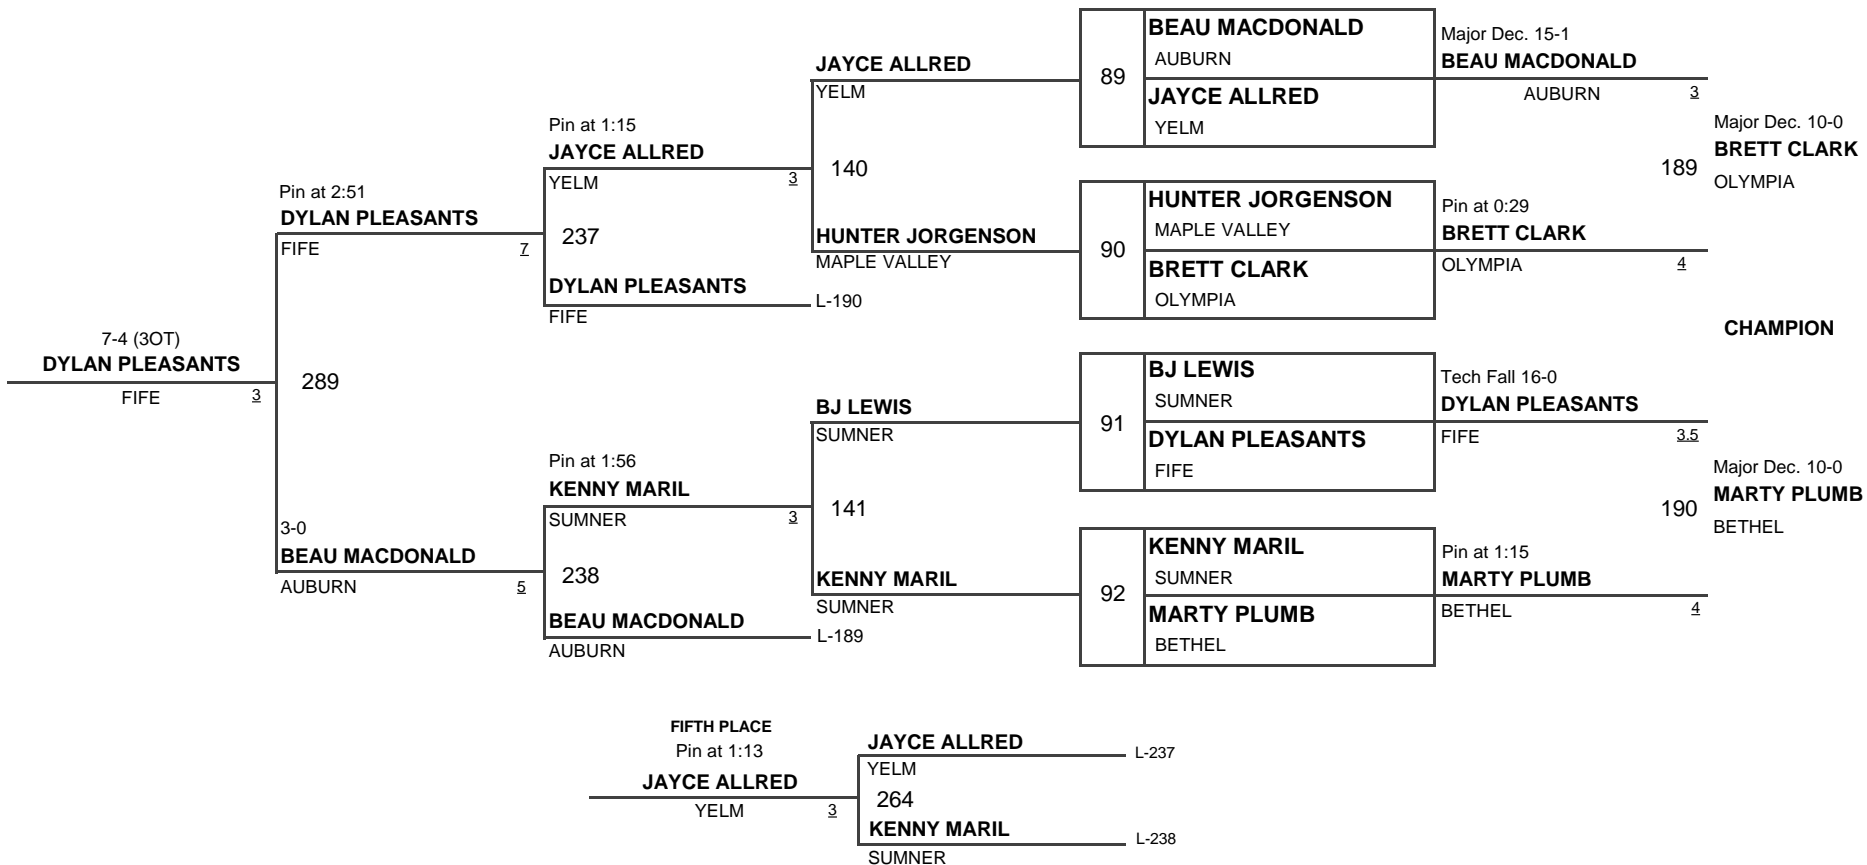 BEAU MACDONALD
AUBURN
89
JAYCE ALLRED
YELM
Major Dec. 15-1
BEAU MACDONALD
AUBURN 3
HUNTER JORGENSON
MAPLE VALLEY
90
BRETT CLARK
OLYMPIA
Pin at 0:29
BRETT CLARK
OLYMPIA 4
Major Dec. 10-0
189 BRETT CLARK
OLYMPIA
CHAMPION
BJ LEWIS
SUMNER
91
DYLAN PLEASANTS
FIFE
Tech Fall 16-0
DYLAN PLEASANTS
FIFE 3.5
KENNY MARIL
SUMNER
92
MARTY PLUMB
BETHEL
Pin at 1:15
MARTY PLUMB
BETHEL 4
Major Dec. 10-0
190 MARTY PLUMB
BETHEL
JAYCE ALLRED
YELM
140
HUNTER JORGENSON
MAPLE VALLEY
BJ LEWIS
SUMNER
141
KENNY MARIL
SUMNER
Pin at 1:15
JAYCE ALLRED
YELM 3
237
DYLAN PLEASANTS
FIFE
L-190
Pin at 1:56
KENNY MARIL
SUMNER 3
238
BEAU MACDONALD
AUBURN
L-189
Pin at 2:51
DYLAN PLEASANTS
FIFE 7
289
3-0
BEAU MACDONALD
AUBURN 5
7-4 (3OT)
DYLAN PLEASANTS
FIFE 3
FIFTH PLACE
Pin at 1:13
JAYCE ALLRED
YELM 3
JAYCE ALLRED
YELM
L-237
264
KENNY MARIL
SUMNER
L-238